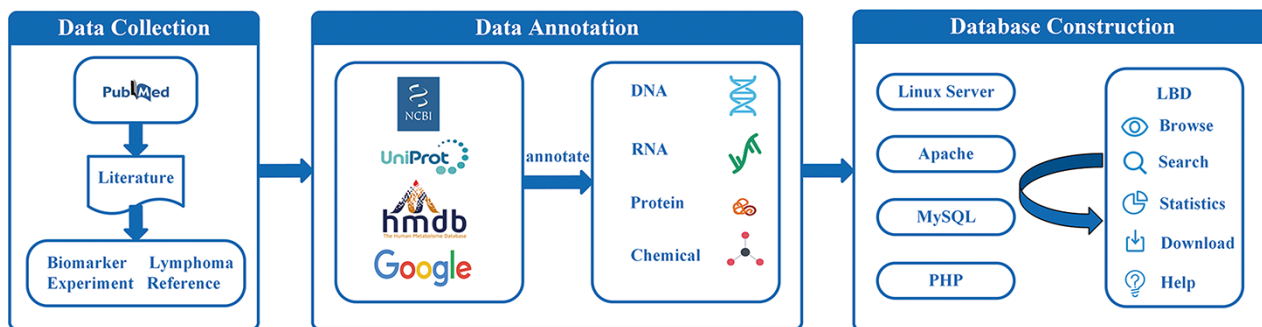 Data Collection
PubMed
Literature
Biomarker Lymphoma
Experiment Reference
Data Annotation
NCBI
UniProt
hmdb
The Human Metabolome Database
Google
annotate
DNA
RNA
Protein
Chemical
Database Construction
Linux Server
Apache
MySQL
PHP
LBD
Browse
Search
Statistics
Download
Help